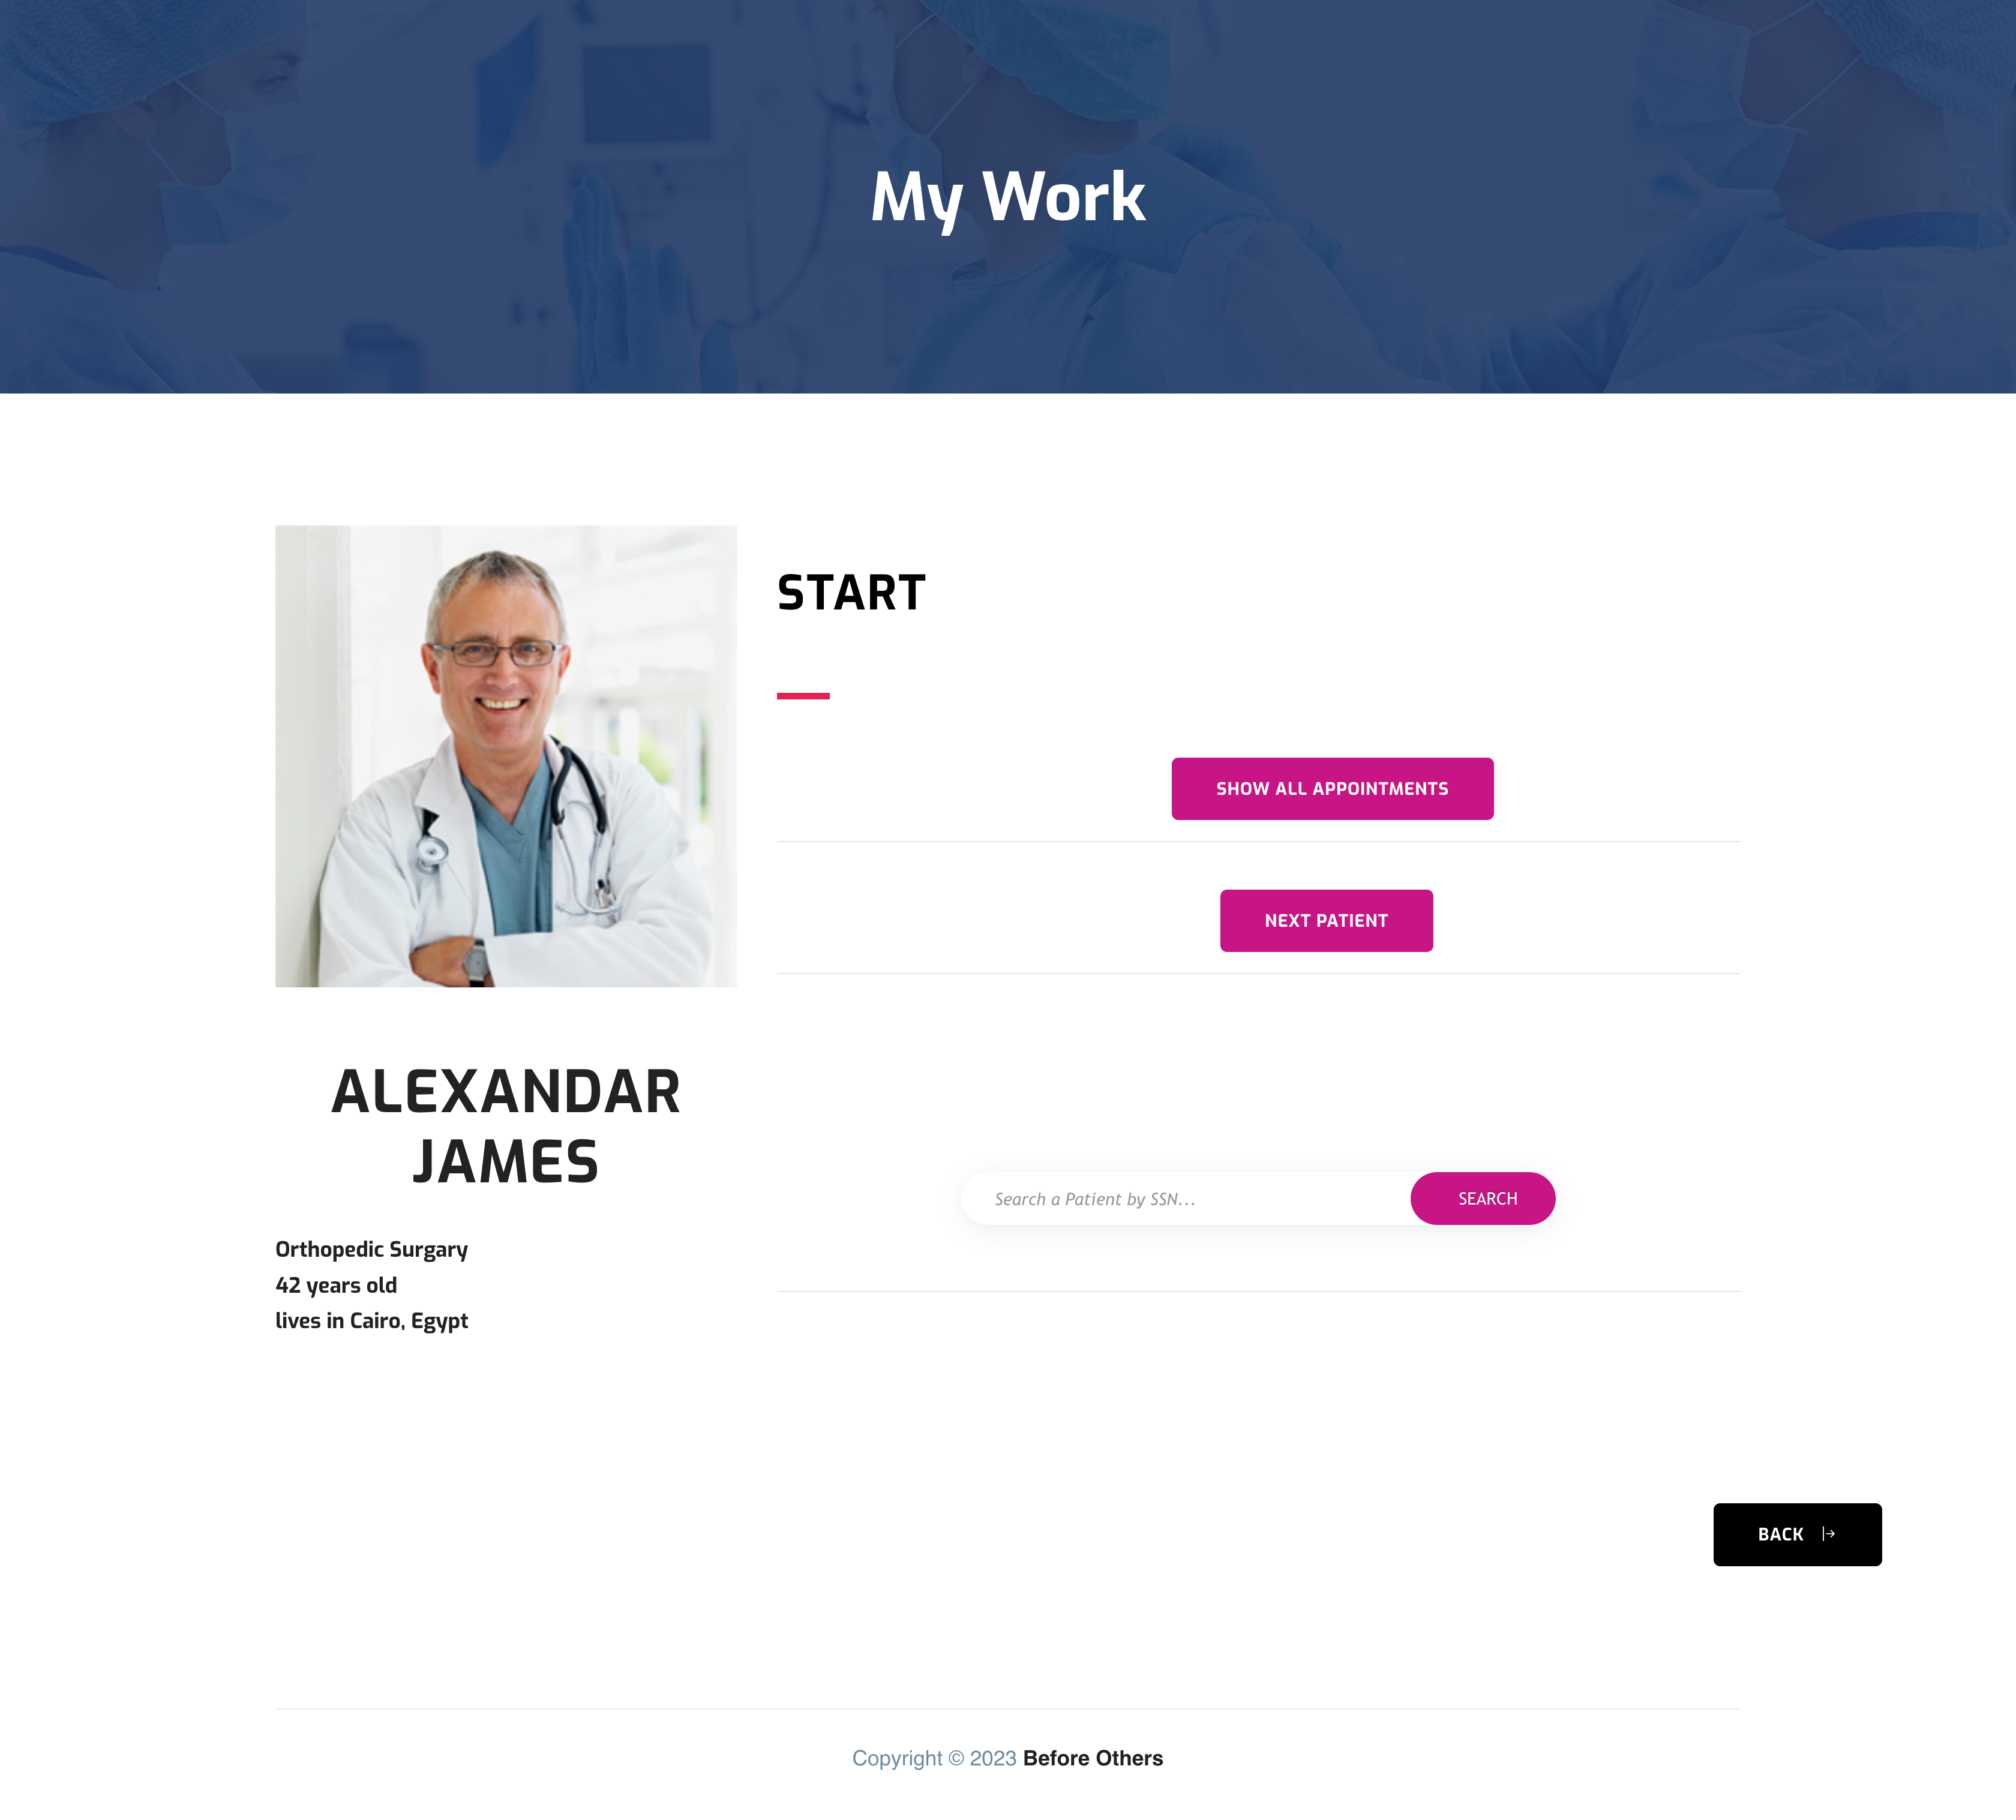 My Work
START
SHOW ALL APPOINTMENTS
NEXT PATIENT
ALEXANDAR
JAMES
Orthopedic Surgary
42 years old
lives in Cairo, Egypt
Search a Patient by SSN...
SEARCH
BACK
Copyright © 2023 Before Others